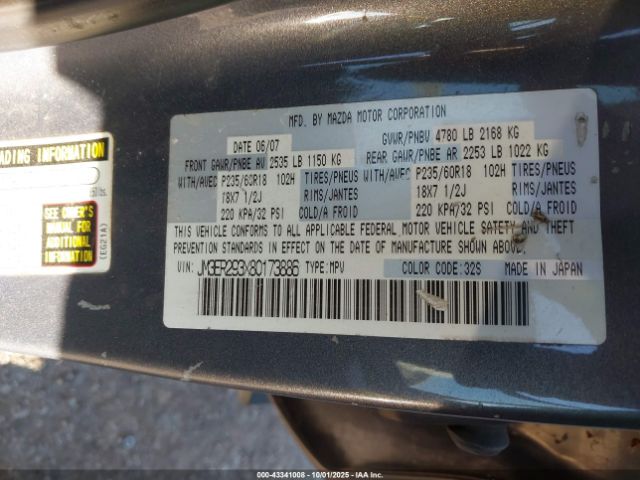 MFG. BY MAZDA MOTOR CORPORATION
DATE 06/07
GVWR/PNBV 4780 LB 2168 KG
FRONT GAWR/PNBE AV 2535 LB 1150 KG
REAR GAWR/PNBE AR 2253 LB 1022 KG
WITH/AVEC P235/60R18 102H TIRES/PNEUS WITH/AVEC P235/60R18 102H TIRES/PNEUS
18X7 1/2J RIMS/JANTES 18X7 1/2J RIMS/JANTES
220 KPA/32 PSI COLD/A FROID 220 KPA/32 PSI COLD/A FROID
THIS VEHICLE CONFORMS TO ALL APPLICABLE FEDERAL MOTOR VEHICLE SAFETY AND THEFT
PREVENTION STANDARDS IN EFFECT ON THE DATE OF MANUFACTURE SHOWN ABOVE.
VIN: JM3ER293X80173886 TYPE: MPV COLOR CODE: 32S MADE IN JAPAN
ADING INFORMATION
SEE OWNER'S
MANUAL FOR
ADDITIONAL
INFORMATION
(EG21A)
000-43341008 - 10/01/2025 - IAAI.COM